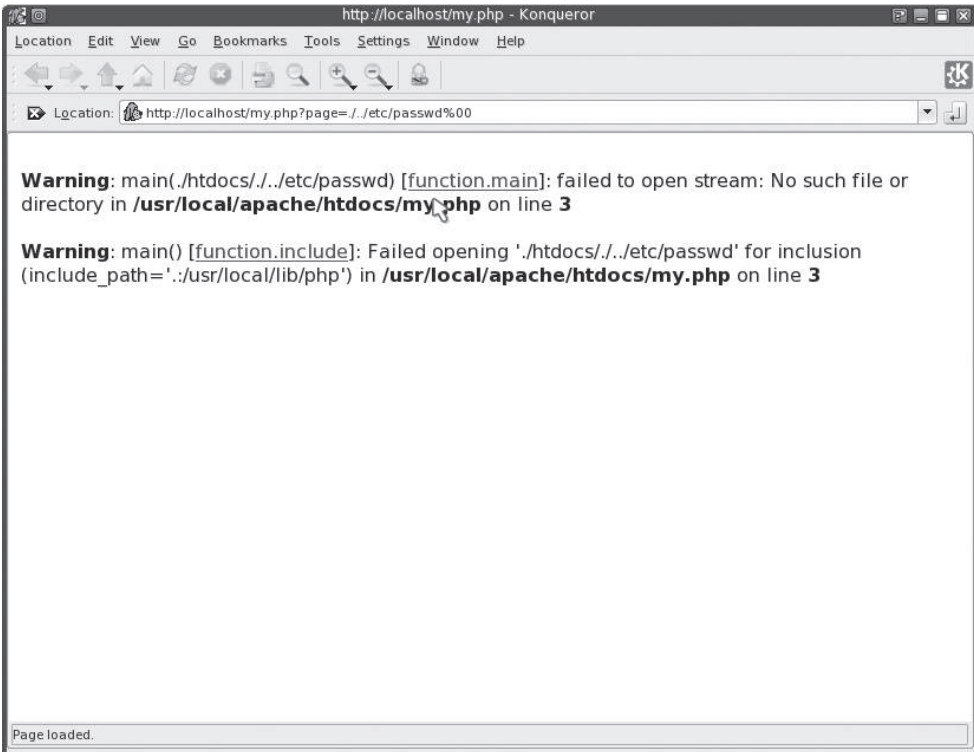 http://localhost/my.php - Konqueror
Location Edit View Go Bookmarks Tools Settings Window Help
Location: http://localhost/my.php?page=./../etc/passwd%00
Warning: main(./htdocs/./../etc/passwd) [function.main]: failed to open stream: No such file or
directory in /usr/local/apache/htdocs/my.php on line 3
Warning: main() [function.include]: Failed opening './htdocs/./../etc/passwd' for inclusion
(include_path='.:/usr/local/lib/php') in /usr/local/apache/htdocs/my.php on line 3
Page loaded.